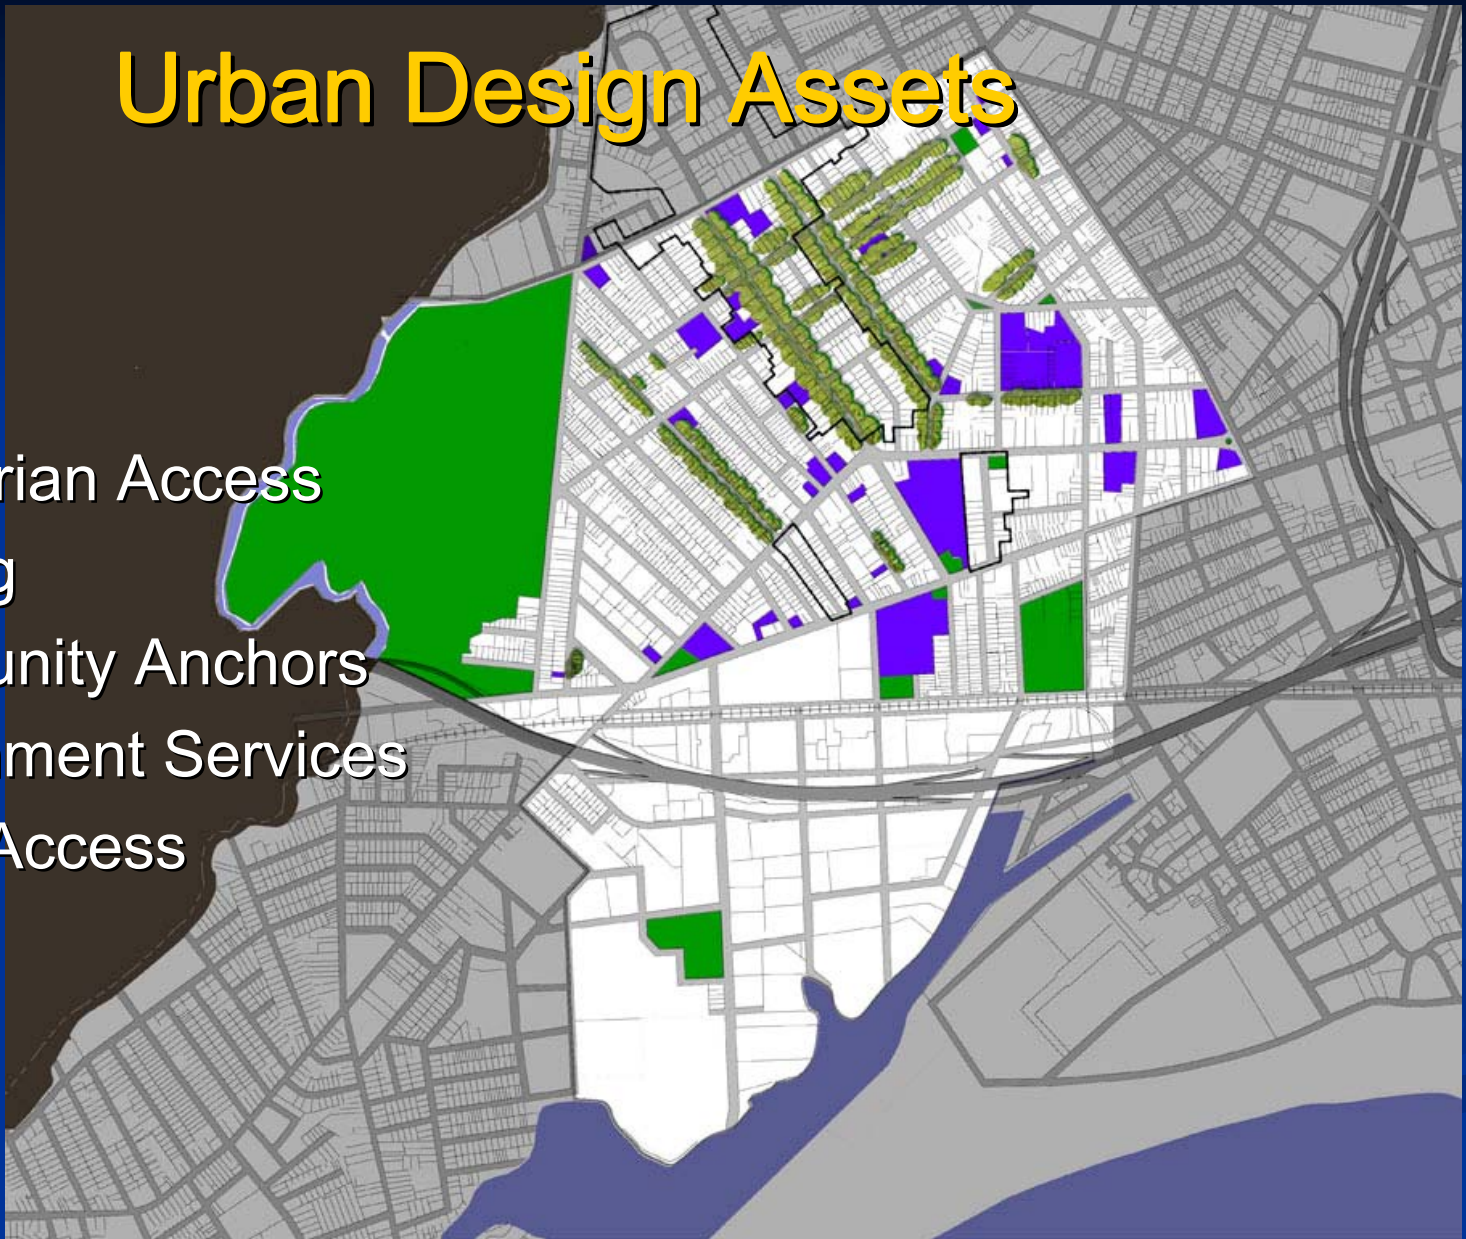 Urban Design Assets
rian Access
g
unity Anchors
ment Services
Access